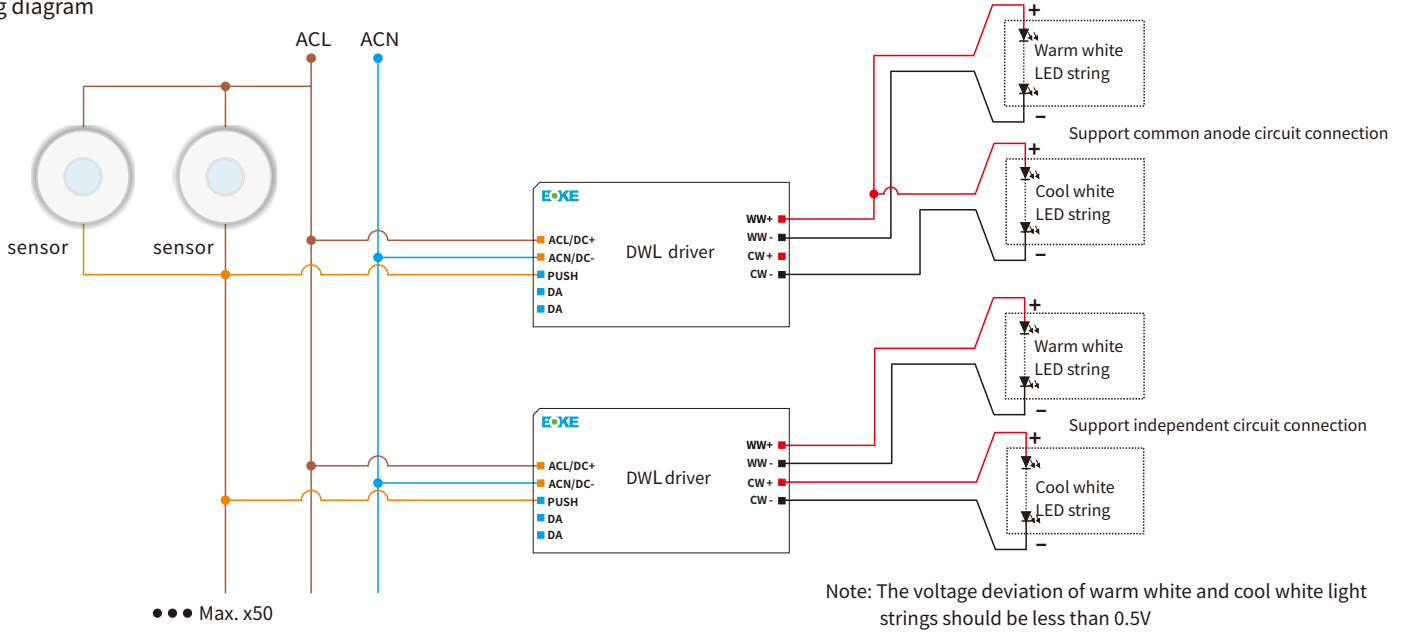 g diagram
ACL
ACN
+
Warm white
LED string
−
Support common anode circuit connection
+
Cool white
LED string
−
sensor
sensor
EOKE
ACL/DC+
ACN/DC-
PUSH
DA
DA
DWL driver
WW+
WW -
CW +
CW -
+
Warm white
LED string
−
Support independent circuit connection
+
Cool white
LED string
−
EOKE
ACL/DC+
ACN/DC-
PUSH
DA
DA
DWL driver
WW+
WW -
CW +
CW -
Max. x50
Note: The voltage deviation of warm white and cool white light
strings should be less than 0.5V